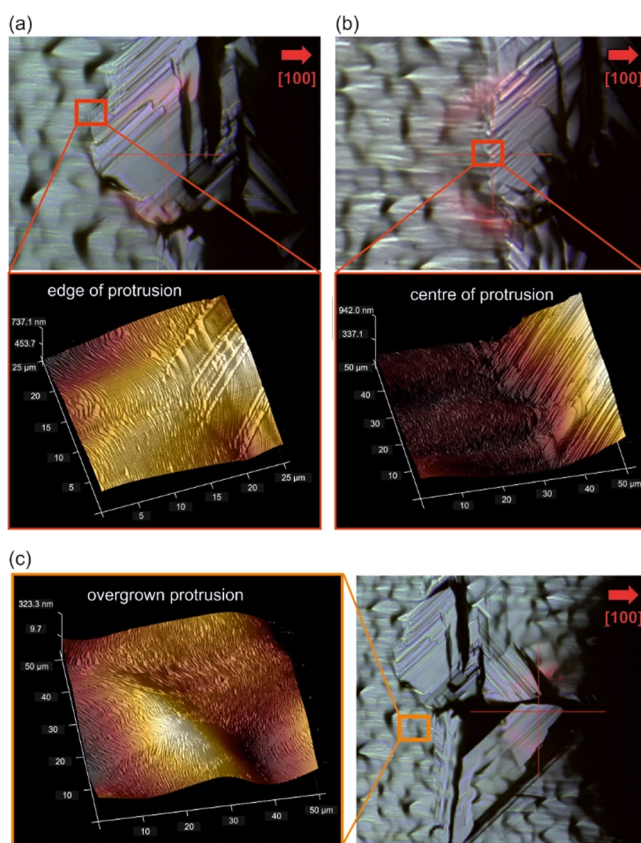 (a)
(b)
[100]
[100]
edge of protrusion
737.1 nm
453.7
25 µm
20
15
10
5
5
10
15
20
25 µm
centre of protrusion
942.0 nm
337.1
50 µm
40
30
20
10
10
20
30
40
50 µm
(c)
overgrown protrusion
323.3 nm
9.7
50 µm
40
30
20
10
10
20
30
40
50 µm
[100]